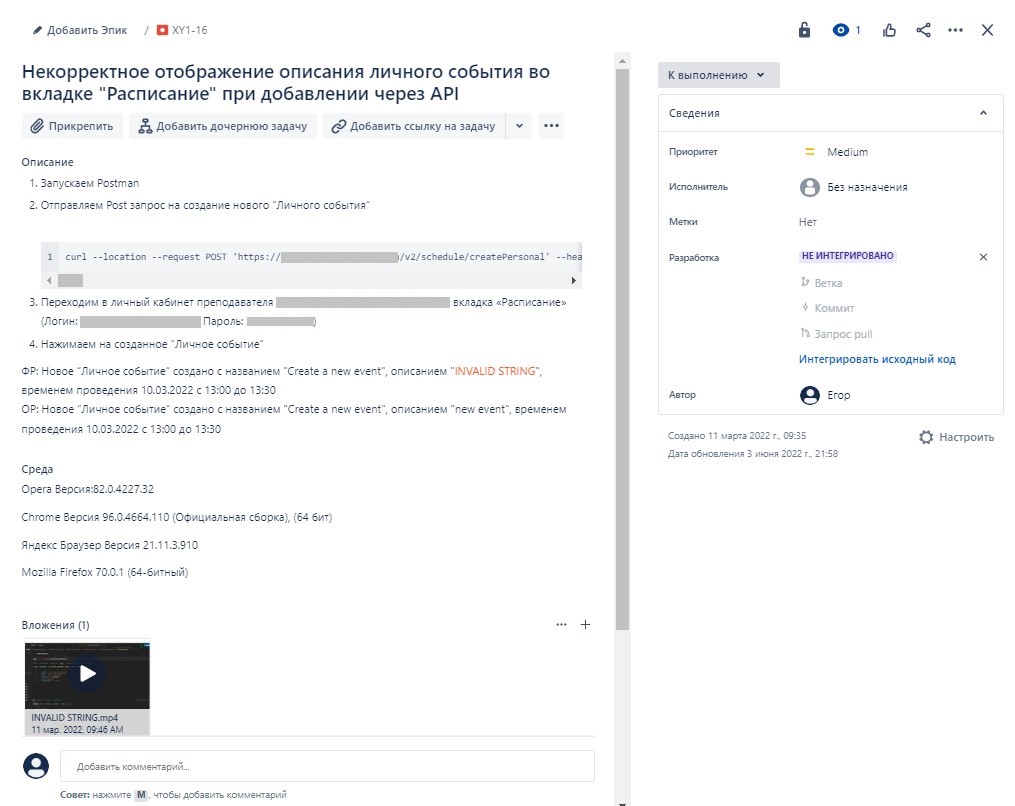 Добавить Эпик / XY1-16
1
Некорректное отображение описания личного события во
вкладке "Расписание" при добавлении через API
Прикрепить Добавить дочернюю задачу Добавить ссылку на задачу
Описание
1. Запускаем Postman
2. Отправляем Post запрос на создание нового "Личного события"
1 curl --location --request POST 'https:// /v2/schedule/createPersonal' --hea
3. Переходим в личный кабинет преподавателя вкладка «Расписание»
(Логин: Пароль: )
4. Нажимаем на созданное "Личное событие"
ФР: Новое "Личное событие" создано с названием "Create a new event", описанием "INVALID STRING",
временем проведения 10.03.2022 с 13:00 до 13:30
ОР: Новое "Личное событие" создано с названием "Create a new event", описанием "new event", временем
проведения 10.03.2022 с 13:00 до 13:30
Среда
Opera Версия:82.0.4227.32
Chrome Версия 96.0.4664.110 (Официальная сборка), (64 бит)
Яндекс Браузер Версия 21.11.3.910
Mozilla Firefox 70.0.1 (64-битный)
Вложения (1)
INVALID STRING.mp4
11 мар. 2022, 09:46 AM
Добавить комментарий...
Совет: нажмите M, чтобы добавить комментарий
К выполнению
Сведения
Приоритет Medium
Исполнитель Без назначения
Метки Нет
Разработка НЕ ИНТЕГРИРОВАНО
Ветка
Коммит
Запрос pull
Интегрировать исходный код
Автор Егор
Создано 11 марта 2022 г., 09:35
Настроить
Дата обновления 3 июня 2022 г., 21:58